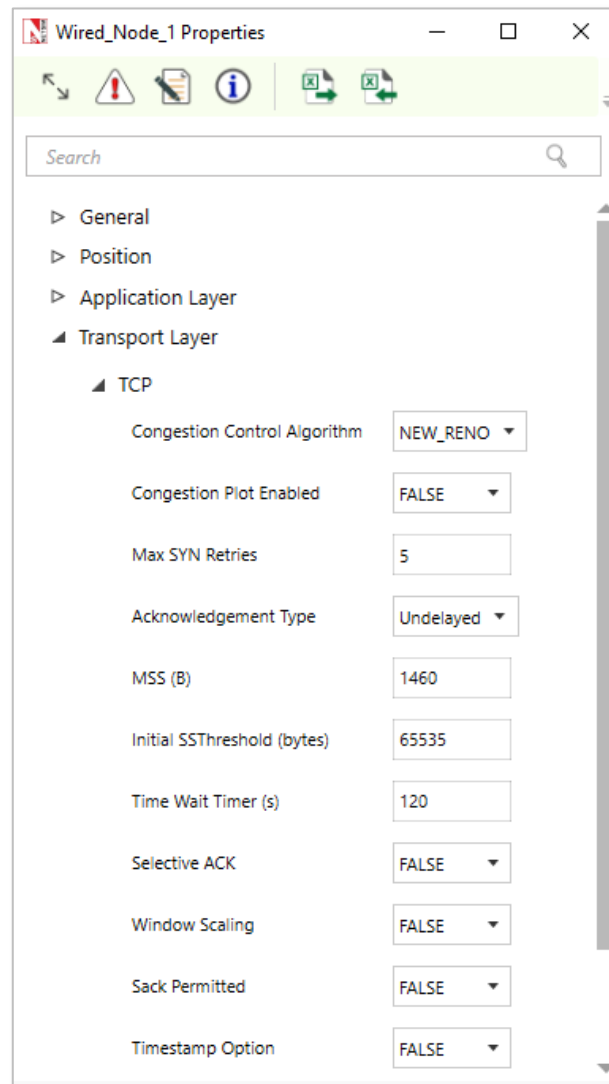 Wired_Node_1 Properties
Search
General
Position
Application Layer
Transport Layer
TCP
Congestion Control Algorithm NEW_RENO
Congestion Plot Enabled FALSE
Max SYN Retries 5
Acknowledgement Type Undelayed
MSS (B) 1460
Initial SSThreshold (bytes) 65535
Time Wait Timer (s) 120
Selective ACK FALSE
Window Scaling FALSE
Sack Permitted FALSE
Timestamp Option FALSE